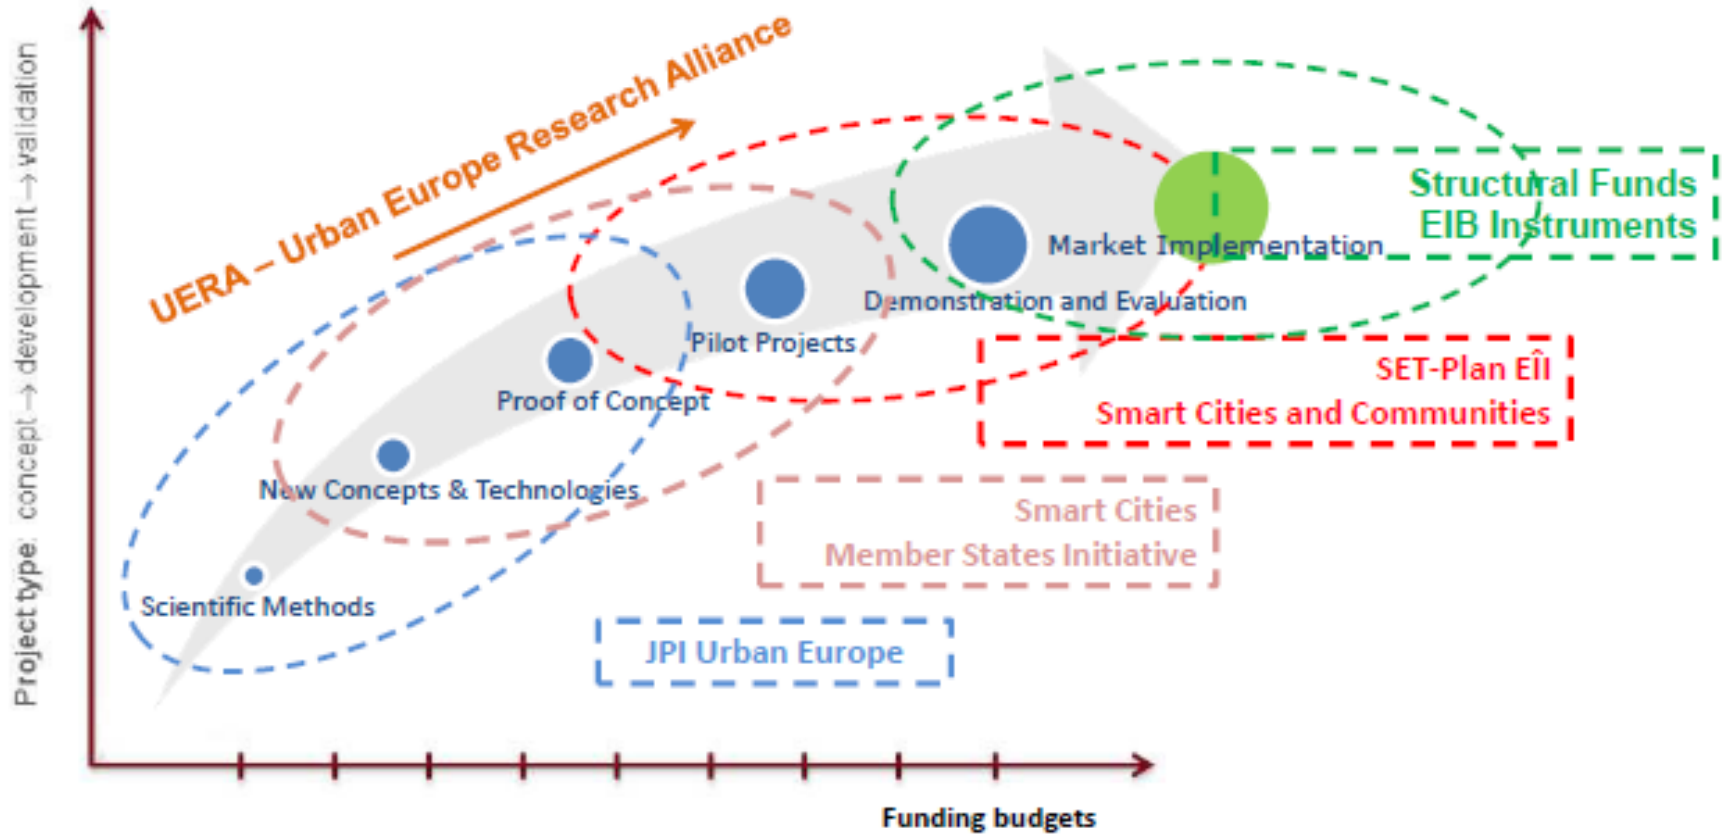 Project type: concept → development → validation
UERA – Urban Europe Research Alliance
Structural Funds
EIB Instruments
Market Implementation
Demonstration and Evaluation
Pilot Projects
SET-Plan EÎI
Smart Cities and Communities
Proof of Concept
New Concepts & Technologies
Smart Cities
Member States Initiative
Scientific Methods
JPI Urban Europe
Funding budgets